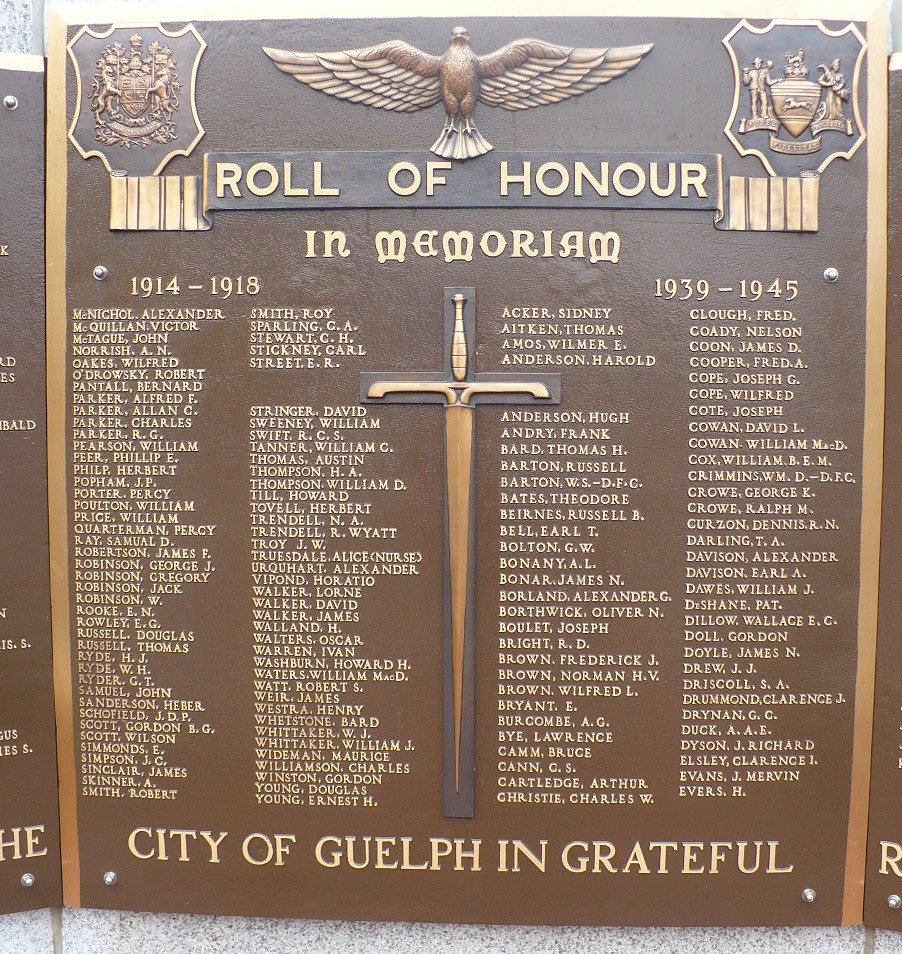 ROLL OF HONOUR
IN MEMORIAM
1914 – 1918
McNICHOL, ALEXANDER
McQUILLAN, VICTOR
McTAGUE, JOHN
NORRISH, A. N.
OAKES, WILFRED
O'DROWSKY, ROBERT
PANTALL, BERNARD
PARKER, ALFRED F.
PARKER, ALLAN C.
PARKER, CHARLES
PARKER, R. G.
PEARSON, WILLIAM
PEER, PHILLIP E.
PHILP, HERBERT
POPHAM, J.P.
PORTER, PERCY
POULTON, WILLIAM
PRICE, WILLIAM
QUARTERMAN, PERCY
RAY, SAMUAL D.
ROBERTSON, JAMES F.
ROBINSON, GEORGE J.
ROBINSON, GREGORY
ROBINSON, JACK
ROBINSON, W.
ROOKE, E. N.
ROWLEY, E.G.
RUSSELL, DOUGLAS
RUSSELL, THOMAS
RYDE, H. J.
RYDE, W. H.
RYDER, G. T.
SAMUEL, JOHN
SANDERSON, HEBER
SCHOFIELD, J. D. P.
SCOTT, GORDON B. G.
SCOTT, WILSON
SIMMONDS, E.
SIMPSON, J. C.
SINCLAIR, JAMES
SKINNER, A.
SMITH, ROBERT
SMITH, ROY
SPARLING, G. A.
STEWART, C. H.
STICKNEY, CARL
STREET, E. R.
STRINGER, DAVID
SWEENEY, WILLIAM
SWIFT, R. C. S.
TANNER, WILLIAM C.
THOMAS, AUSTIN
THOMPSON, H. A.
THOMPSON, WILLIAM D.
TILL, HOWARD
TOVELL, HERBERT
TRENDELL, N. A.
TRENDELL, R. WYATT
TROY J. W.
TRUESDALE, ALICE (NURSE)
URQUHART, ALEXANDER
VIPOND, HORATIO
WALKER, LORNE
WALKER, DAVID
WALKER, JAMES
WALLAND, H.
WALTERS, OSCAR
WARREN, IVAN
WASHBURN, HOWARD H.
WATERS, WILLIAM MacD.
WATT, ROBERT S.
WEIR, JAMES
WESTRA, HENRY
WHETSTONE, BARD
WHITTAKER, W. J.
WHITTAKER, WILLIAM J.
WIDEMAN, MAURICE
WILLIAMSON, CHARLES
WINSTON, GORDON
YOUNG, DOUGLAS
YOUNG, ERNEST H.
1939 – 1945
ACKER, SIDNEY
AITKEN, THOMAS
AMOS, WILMER E.
ANDERSON, HAROLD
ANDERSON, HUGH
ANDRY, FRANK
BARD, THOMAS H.
BARTON, RUSSELL
BARTON, W.S.–D.F.C.
BATES, THEODORE
BEIRNES, RUSSELL B.
BELL, EARL T.
BOLTON, G.W.
BONANY, A.L.
BONAR, JAMES N.
BORLAND, ALEXANDER G.
BORTHWICK, OLIVER N.
BOULET, JOSEPH
BRIGHT, R. D.
BROWN, FREDERICK J.
BROWN, NORMAN H.V.
BROWN, WILFRED L.
BRYANT, E.
BURCOMBE, A.G.
BYE, LAWRENCE
CAMM, BRUCE
CANN, C. S.
CARTLEDGE, ARTHUR
CHRISTIE, CHARLES W.
CLOUGH, FRED.
COADY, NELSON
COON, JAMES D.
COOPER, FRED. A.
COPE, JOSEPH G.
COPE, WILFRED
COTE, JOSEPH
COWAN, DAVID L.
COWAN, WILLIAM MacD.
COX, WILLIAM, B. E. M.
CRIMMINS, WM. D.–D.F.C.
CROWE, GEORGE K.
CROWE, RALPH M.
CURZON, DENNIS, R.N.
DARLING, T. A.
DAVISON, ALEXANDER
DAVISON, EARL A.
DAWES, WILLIAM J.
DeSHANE, PAT.
DILLOW, WALLACE E. C.
DOLL, GORDON
DOYLE, JAMES N.
DREW, J. J.
DRISCOLL, S. A.
DRUMMOND, CLARENCE J.
DRYNAN, G. C.
DUCK, A. A. E.
DYSON, J. RICHARD
ELSLEY, CLARENCE I.
EVANS, J. MERVIN
EVERS, H.
CITY OF GUELPH IN GRATEFUL